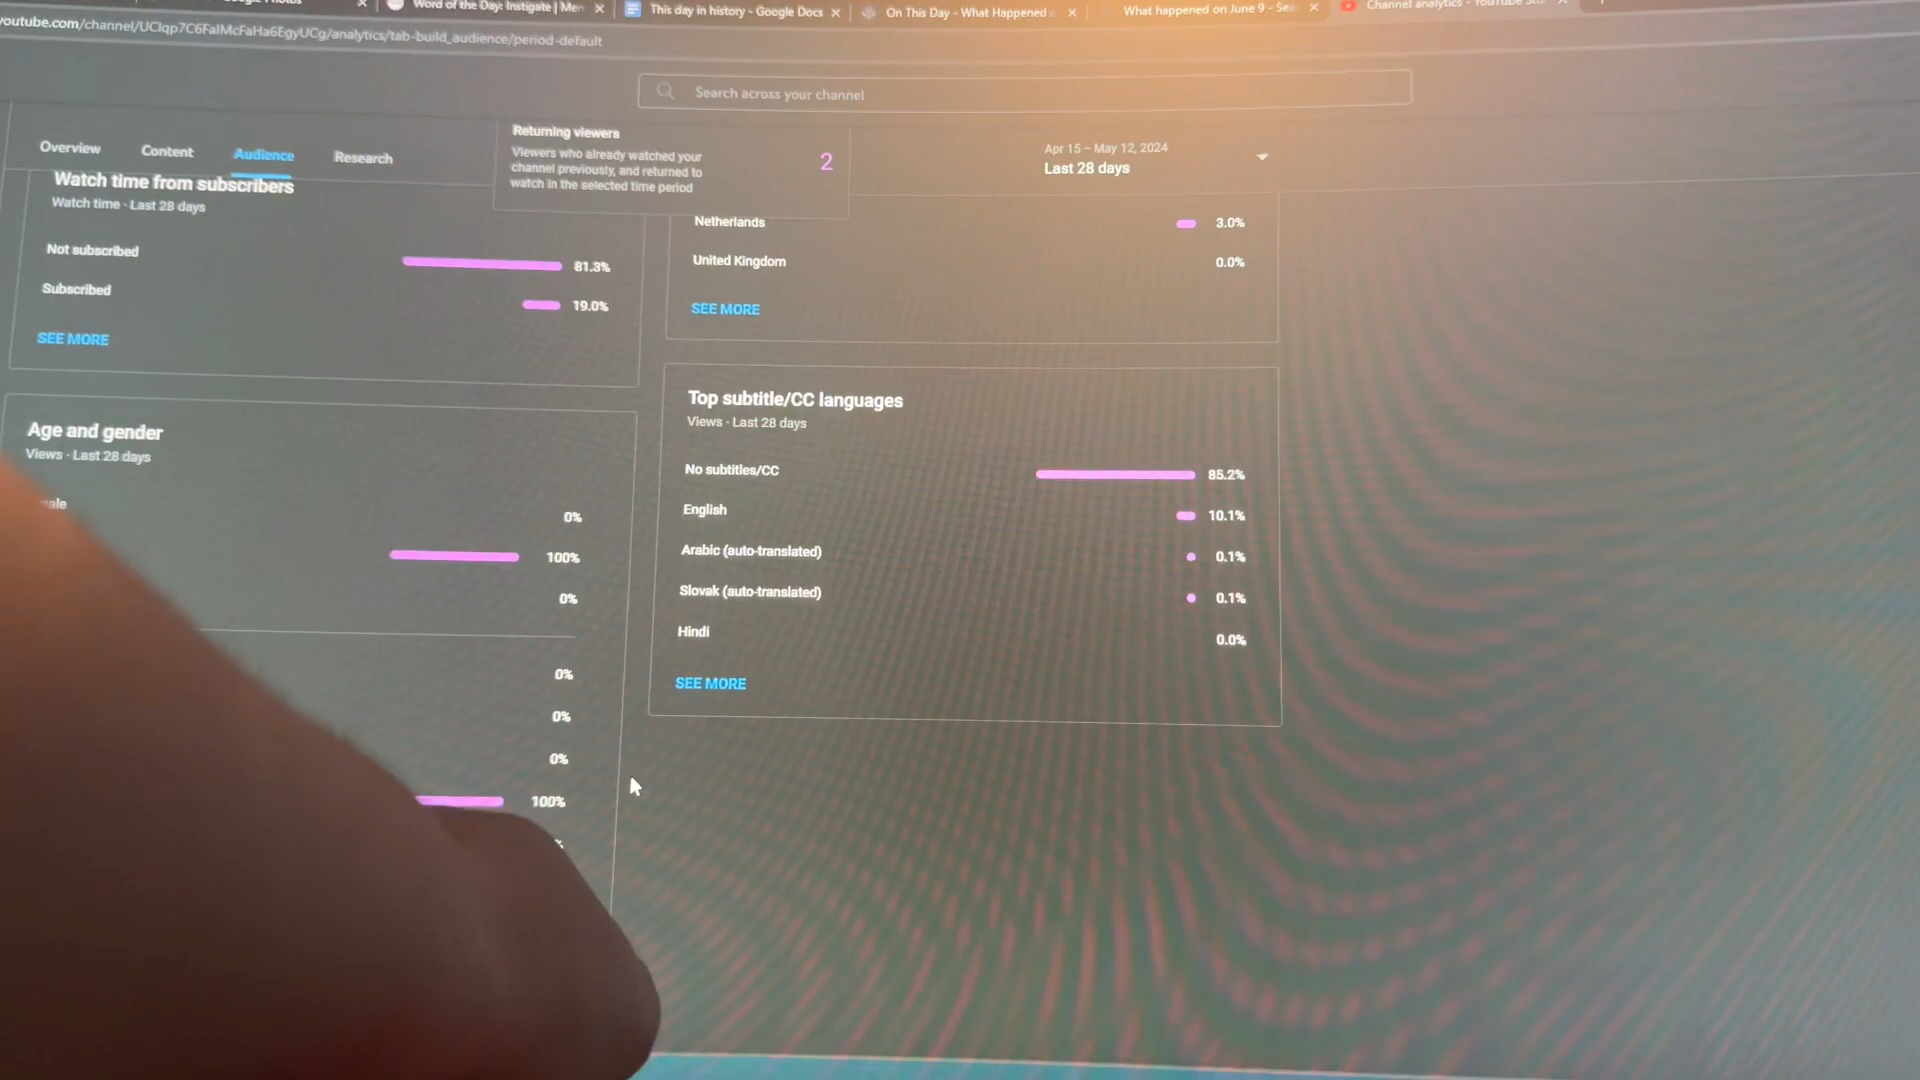 Word of the Day: Instigate | Mer
This day in history - Google Docs
On This Day - What Happened
What happened on June 9 - Se
Channel analytics - YouTube
youtube.com/channel/UClqp7C6FaIMcFaHa6EgyUCg/analytics/tab-build_audience/period-default
Search across your channel
Overview
Content
Audience
Research
Returning viewers
Viewers who already watched your
channel previously, and returned to
watch in the selected time period
2
Apr 15 – May 12, 2024
Last 28 days
Watch time from subscribers
Watch time · Last 28 days
Not subscribed 81.3%
Subscribed 19.0%
SEE MORE
Netherlands 3.0%
United Kingdom 0.0%
SEE MORE
Age and gender
Views · Last 28 days
0%
100%
0%
0%
0%
0%
100%
Top subtitle/CC languages
Views · Last 28 days
No subtitles/CC 85.2%
English 10.1%
Arabic (auto-translated) 0.1%
Slovak (auto-translated) 0.1%
Hindi 0.0%
SEE MORE